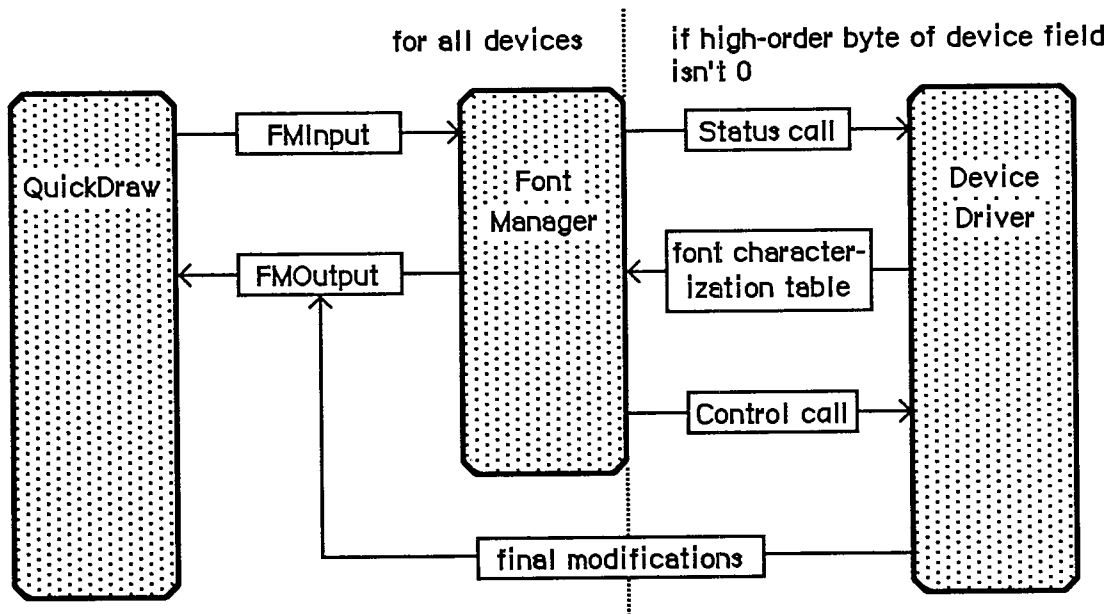 for all devices
if high-order byte of device field
isn't 0
FMInput
Status call
QuickDraw
Font
Manager
Device
Driver
FMOutput
font character-
ization table
Control call
final modifications